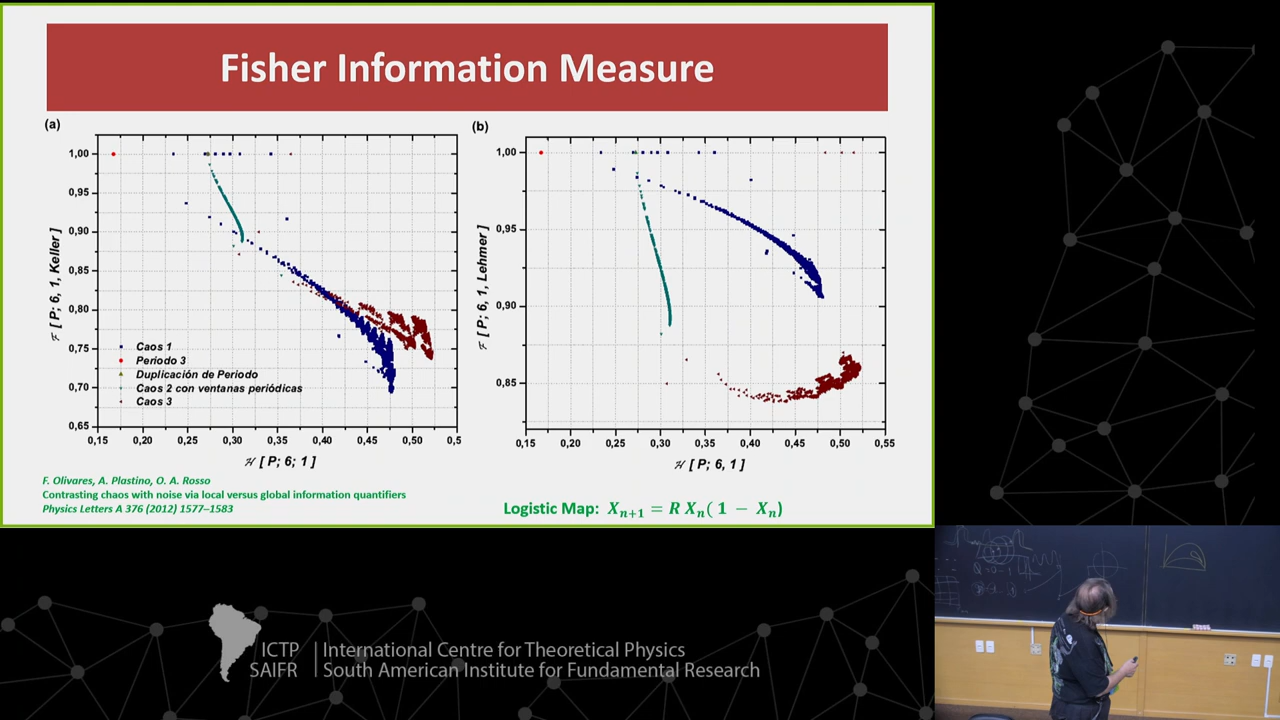 Fisher Information Measure
(a)
1,00
0,95
0,90
0,85
0,80
0,75
0,70
0,65
ℱ [ P; 6, 1, Keller ]
Caos 1
Periodo 3
Duplicación de Periodo
Caos 2 con ventanas periódicas
Caos 3
0,15 0,20 0,25 0,30 0,35 0,40 0,45 0,50 0,5
ℋ [ P; 6; 1 ]
(b)
1,00
0,95
0,90
0,85
ℱ [ P; 6, 1, Lehmer ]
0,15 0,20 0,25 0,30 0,35 0,40 0,45 0,50 0,55
ℋ [ P; 6, 1 ]
F. Olivares, A. Plastino, O. A. Rosso
Contrasting chaos with noise via local versus global information quantifiers
Physics Letters A 376 (2012) 1577–1583
Logistic Map: Xₙ₊₁ = R Xₙ( 1 − Xₙ)
ICTP
SAIFR
International Centre for Theoretical Physics
South American Institute for Fundamental Research